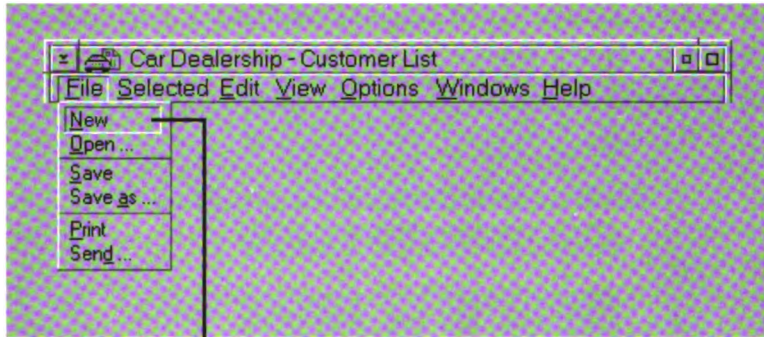 Car Dealership - Customer List
File Selected Edit View Options Windows Help
New
Open ...
Save
Save as ...
Print
Send ...